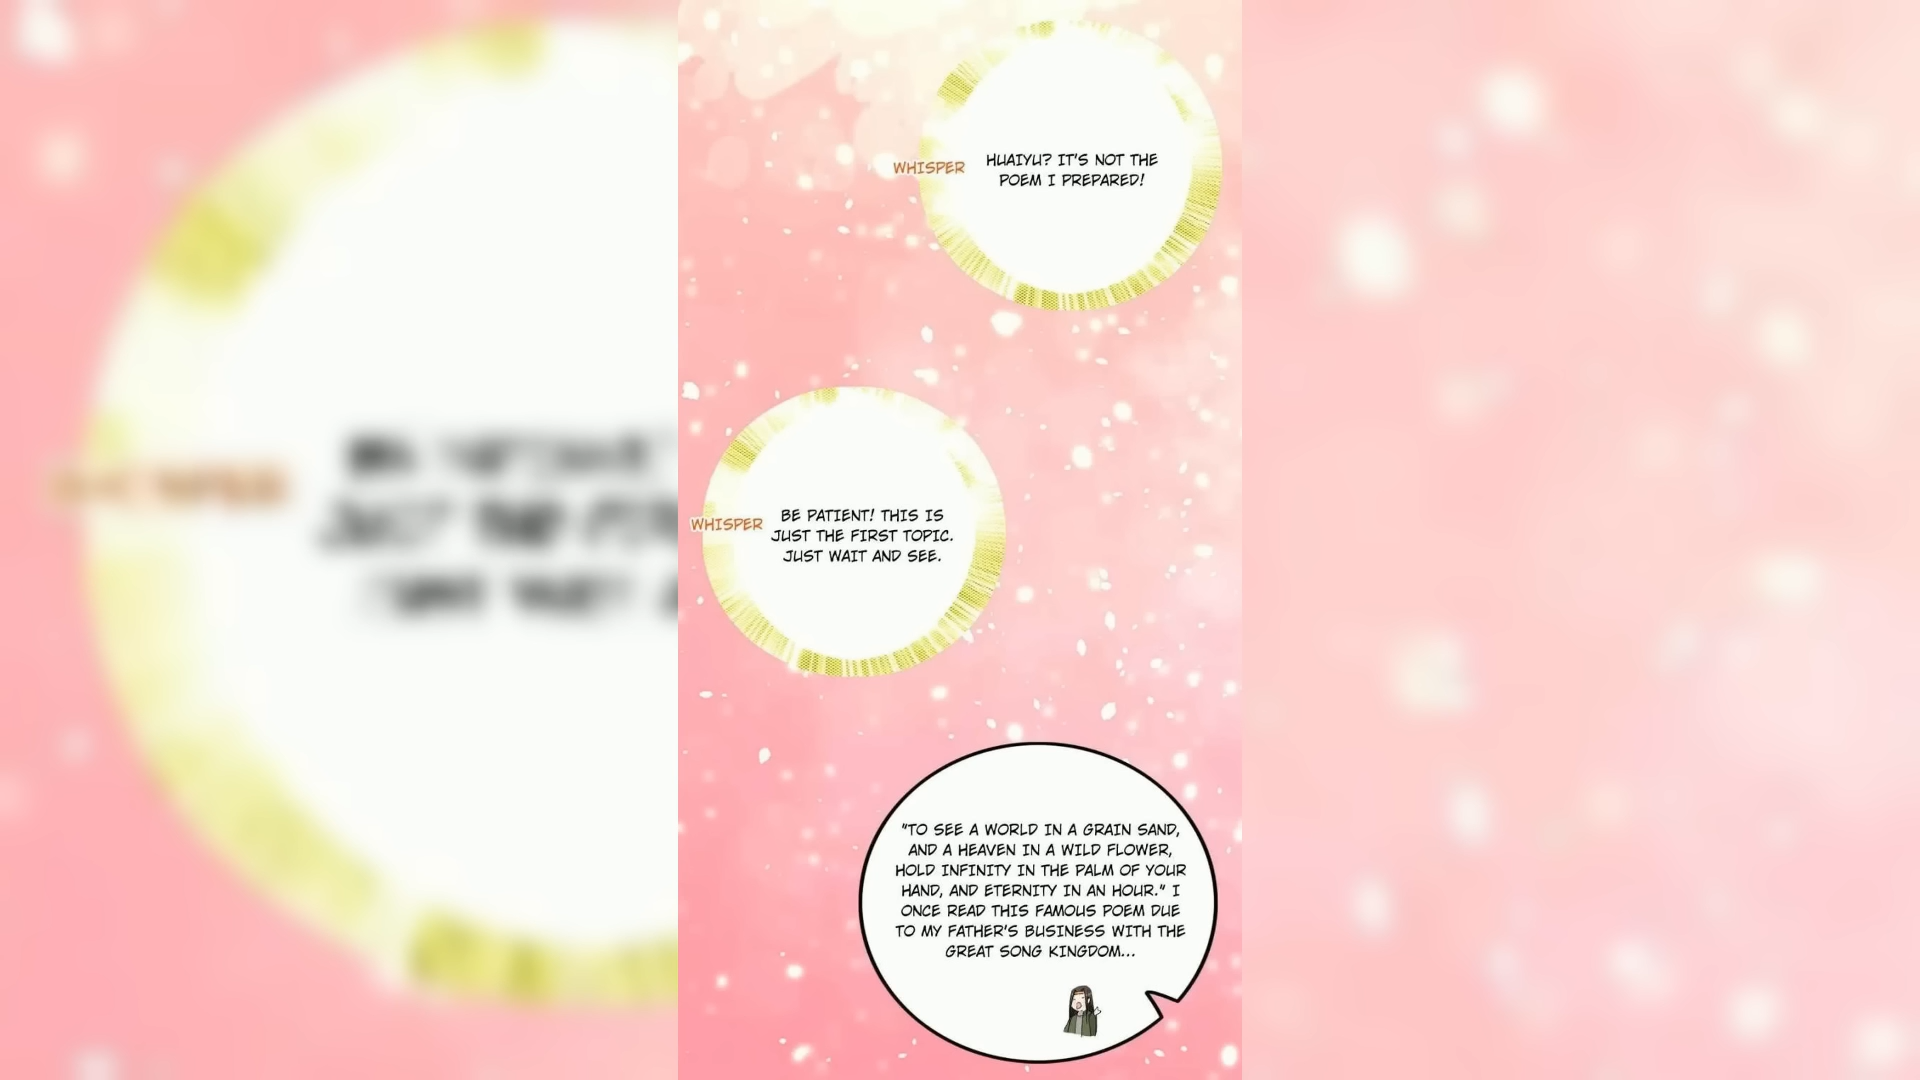 WHISPER
HUAIYU? IT'S NOT THE
POEM I PREPARED!
WHISPER
BE PATIENT! THIS IS
JUST THE FIRST TOPIC.
JUST WAIT AND SEE.
"TO SEE A WORLD IN A GRAIN SAND,
AND A HEAVEN IN A WILD FLOWER,
HOLD INFINITY IN THE PALM OF YOUR
HAND, AND ETERNITY IN AN HOUR." I
ONCE READ THIS FAMOUS POEM DUE
TO MY FATHER'S BUSINESS WITH THE
GREAT SONG KINGDOM...